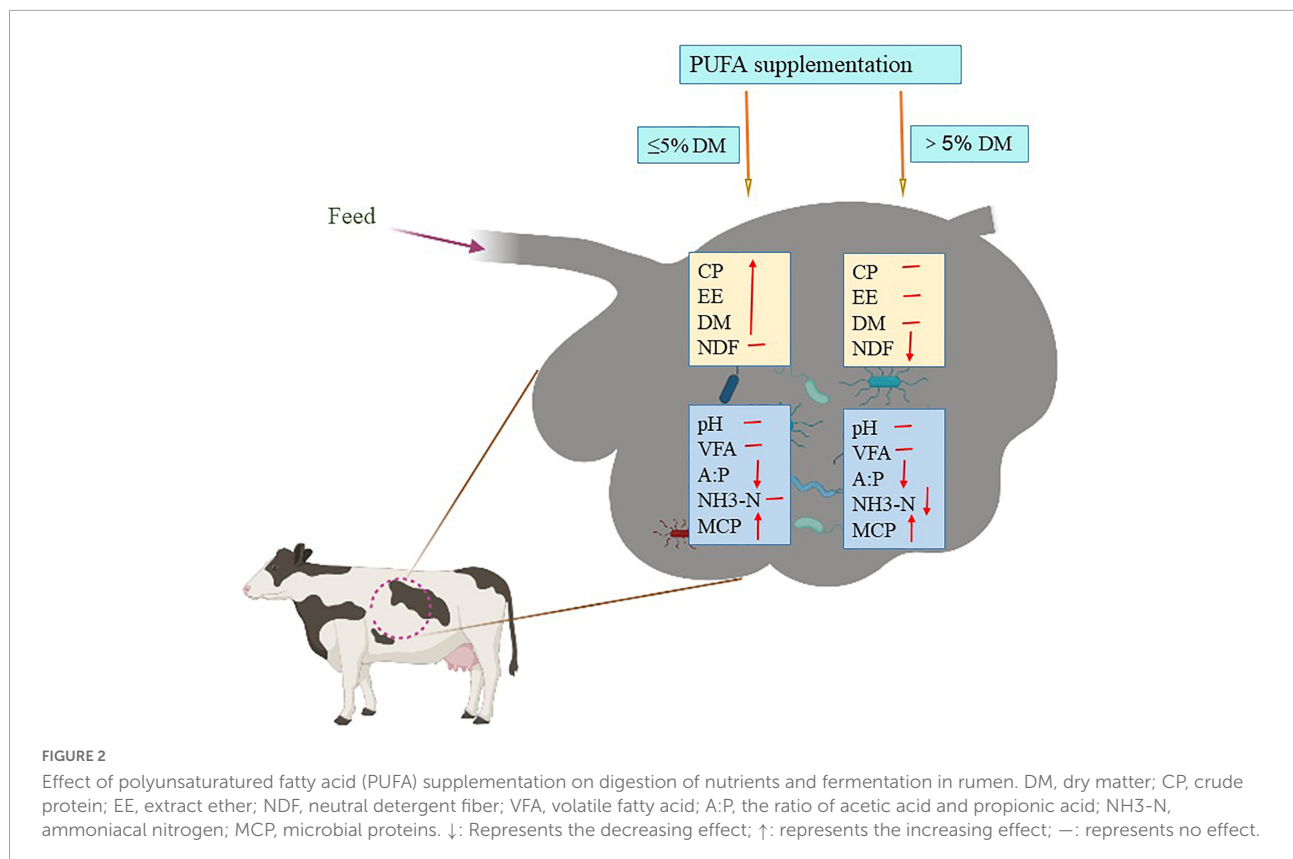 PUFA supplementation
≤5% DM
> 5% DM
Feed
CP
EE
DM
NDF —
CP —
EE —
DM —
NDF ↓
pH —
VFA —
A:P ↓
NH3-N —
MCP ↑
pH —
VFA —
A:P ↓
NH3-N ↓
MCP ↑
FIGURE 2
Effect of polyunsaturatured fatty acid (PUFA) supplementation on digestion of nutrients and fermentation in rumen. DM, dry matter; CP, crude
protein; EE, extract ether; NDF, neutral detergent fiber; VFA, volatile fatty acid; A:P, the ratio of acetic acid and propionic acid; NH3-N,
ammoniacal nitrogen; MCP, microbial proteins. ↓: Represents the decreasing effect; ↑: represents the increasing effect; —: represents no effect.